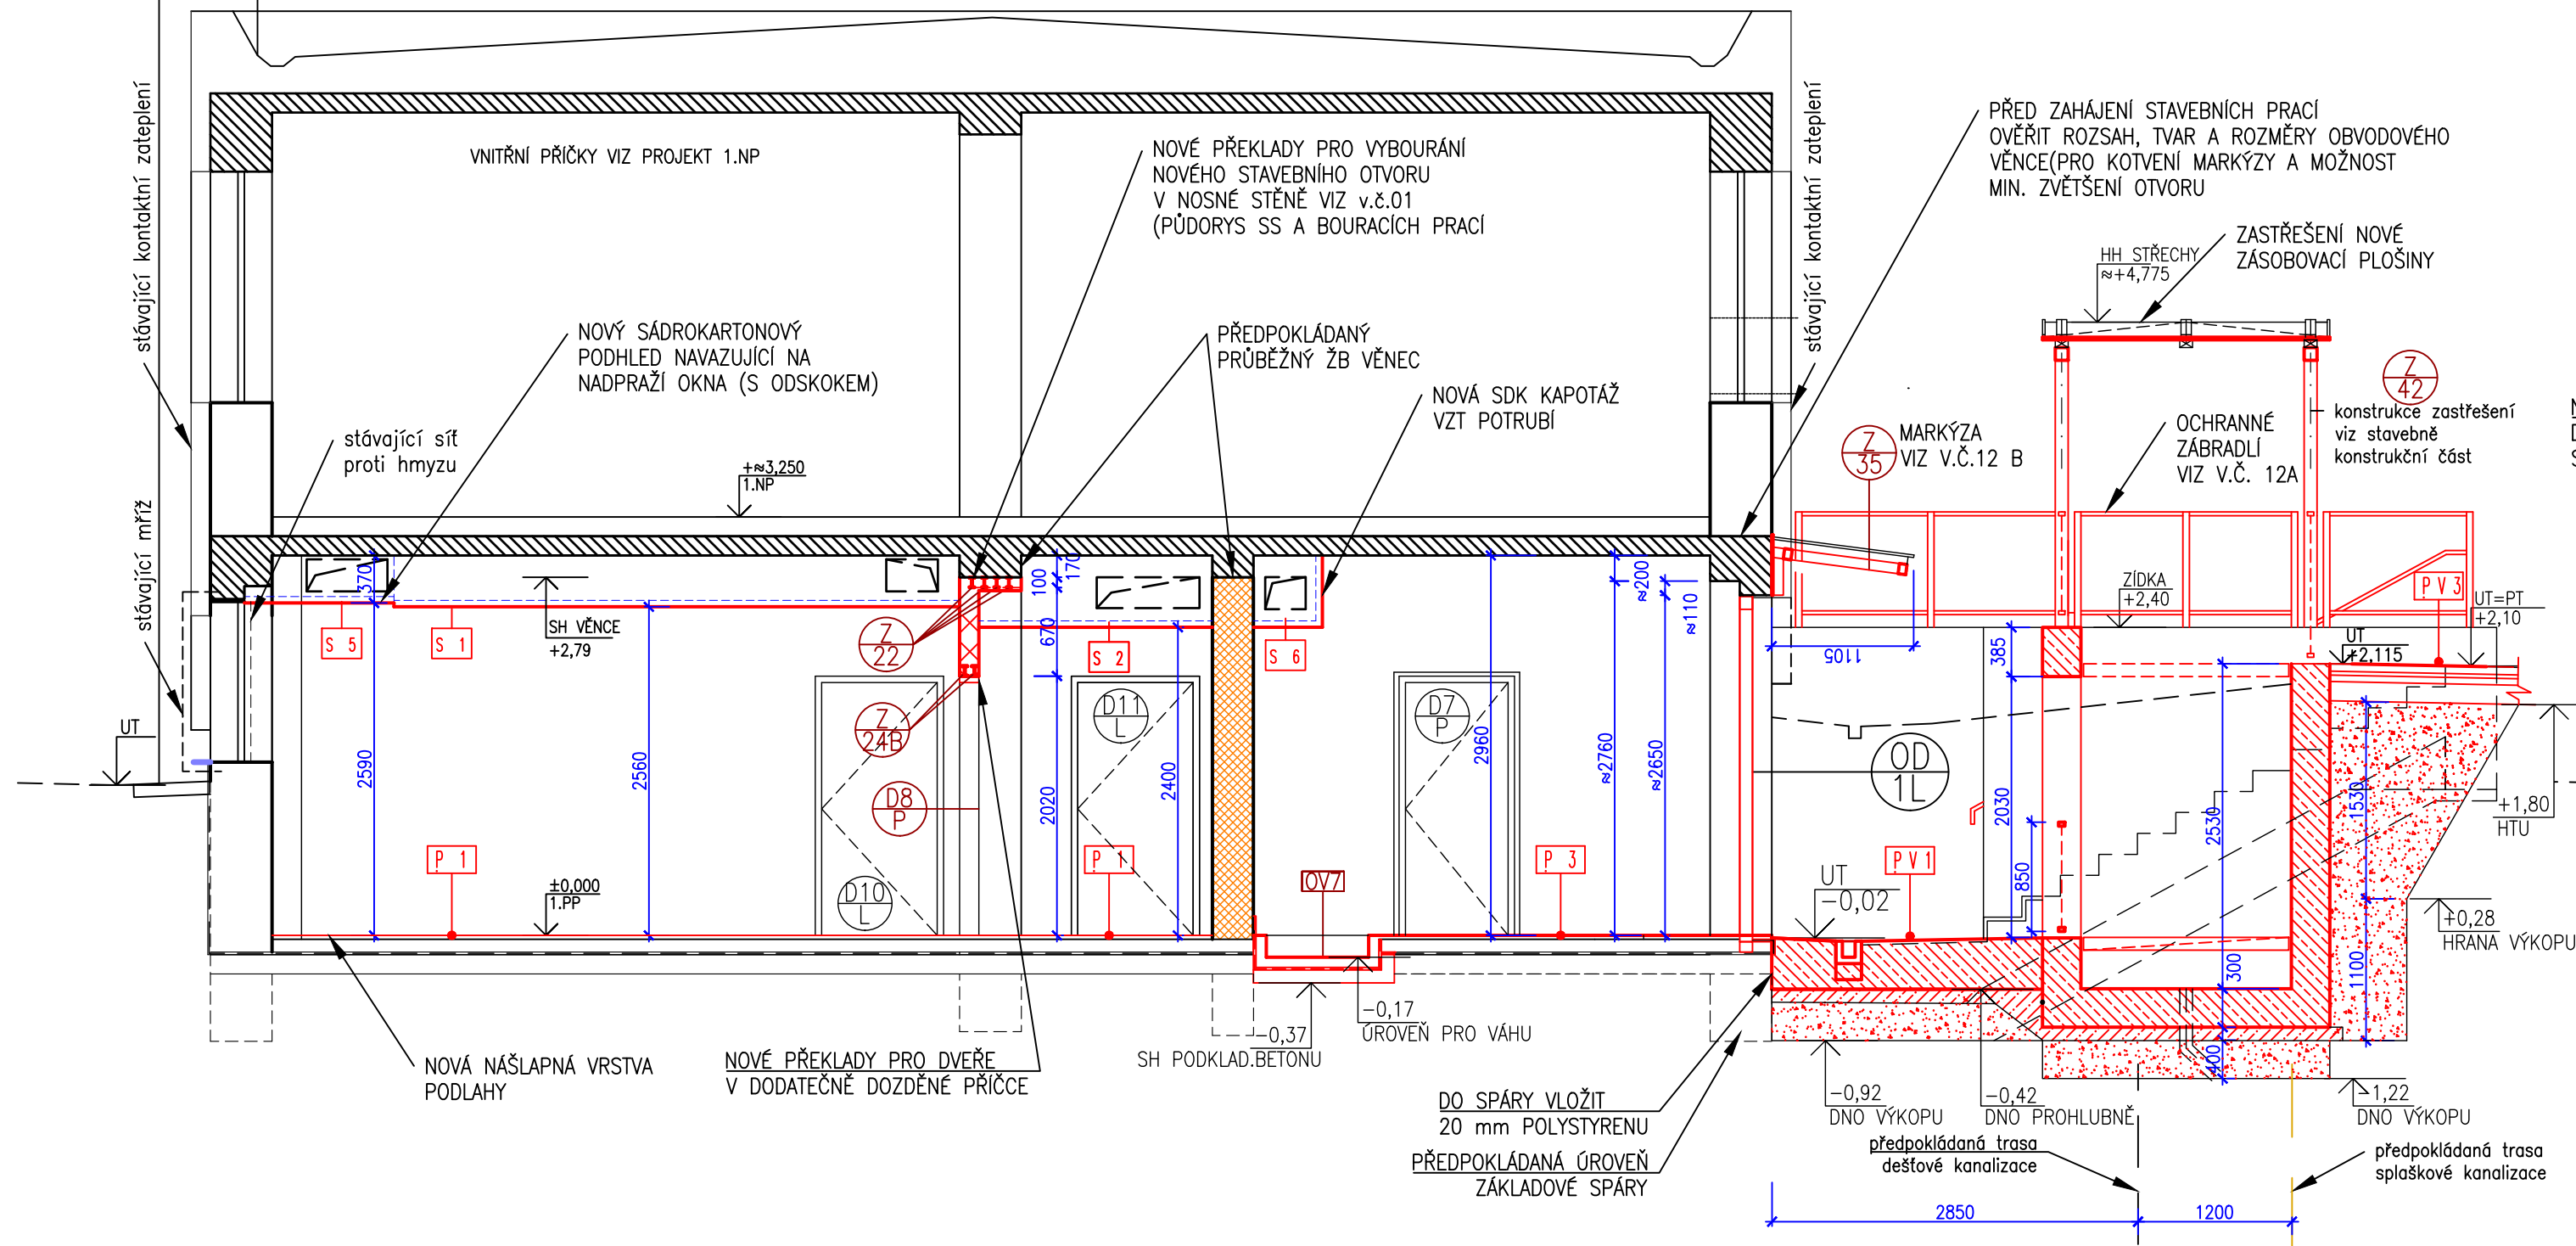 stávající kontaktní zateplení
VNITŘNÍ PŘÍČKY VIZ PROJEKT 1.NP
NOVÉ PŘEKLADY PRO VYBOURÁNÍ
NOVÉHO STAVEBNÍHO OTVORU
V NOSNÉ STĚNĚ VIZ v.č.01
(PŮDORYS SS A BOURACÍCH PRACÍ
stávající kontaktní zateplení
PŘED ZAHÁJENÍ STAVEBNÍCH PRACÍ
OVĚŘIT ROZSAH, TVAR A ROZMĚRY OBVODOVÉHO
VĚNCE(PRO KOTVENÍ MARKÝZY A MOŽNOST
MIN. ZVĚTŠENÍ OTVORU
ZASTŘEŠENÍ NOVÉ
ZÁSOBOVACÍ PLOŠINY
HH STŘECHY
≈+4,775
NOVÝ SÁDROKARTONOVÝ
PODHLED NAVAZUJÍCÍ NA
NADPRAŽÍ OKNA (S ODSKOKEM)
PŘEDPOKLÁDANÝ
PRŮBĚŽNÝ ŽB VĚNEC
NOVÁ SDK KAPOTÁŽ
VZT POTRUBÍ
stávající síť
proti hmyzu
stávající mříž
+≈3,250
1.NP
Z
35
MARKÝZA
VIZ V.Č.12 B
OCHRANNÉ
ZÁBRADLÍ
VIZ V.Č. 12A
Z
42
konstrukce zastřešení
viz stavebně
konstrukční část
370
100
170
≈200
≈110
670
S 5
S 1
SH VĚNCE
+2,79
Z
22
S 2
S 6
1105
385
ZÍDKA
+2,40
PV 3
UT=PT
+2,10
UT
+2,115
UT
2590
2560
Z
24B
D8
P
D10
L
D11
L
2020
2400
D7
P
2960
≈2760
≈2650
OD
1L
2030
850
2530
1530
+1,80
HTU
P 1
±0,000
1.PP
P 1
OV7
P 3
UT
-0,02
PV1
300
1100
+0,28
HRANA VÝKOPU
-0,17
ÚROVEŇ PRO VÁHU
-0,37
SH PODKLAD.BETONU
NOVÁ NÁŠLAPNÁ VRSTVA
PODLAHY
NOVÉ PŘEKLADY PRO DVEŘE
V DODATEČNĚ DOZDĚNÉ PŘÍČCE
DO SPÁRY VLOŽIT
20 mm POLYSTYRENU
PŘEDPOKLÁDANÁ ÚROVEŇ
ZÁKLADOVÉ SPÁRY
400
-0,92
DNO VÝKOPU
-0,42
DNO PROHLUBNĚ
-1,22
DNO VÝKOPU
předpokládaná trasa
dešťové kanalizace
předpokládaná trasa
splaškové kanalizace
2850
1200